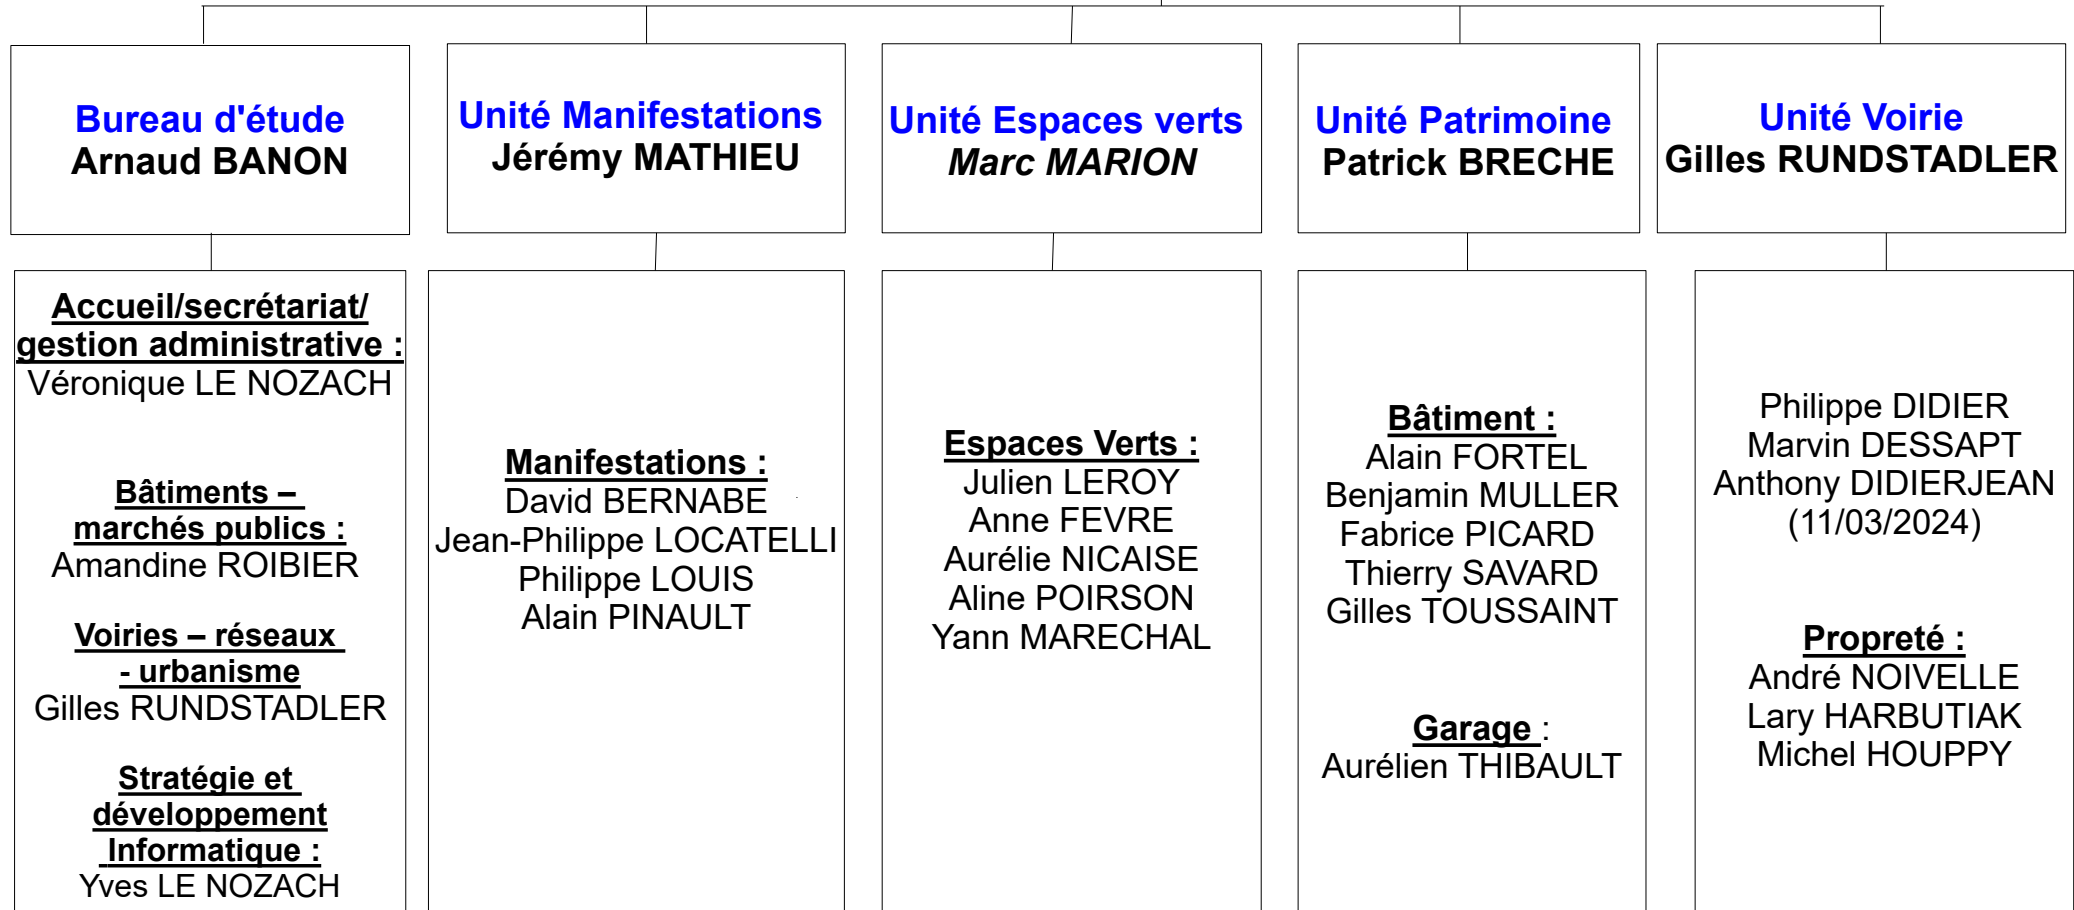 Bureau d'étude
Arnaud BANON
Unité Manifestations
Jérémy MATHIEU
Unité Espaces verts
Marc MARION
Unité Patrimoine
Patrick BRECHE
Unité Voirie
Gilles RUNDSTADLER
Accueil/secrétariat/
gestion administrative :
Véronique LE NOZACH
Bâtiments –
marchés publics :
Amandine ROIBIER
Voiries – réseaux
- urbanisme
Gilles RUNDSTADLER
Stratégie et
développement
Informatique :
Yves LE NOZACH
Manifestations :
David BERNABE
Jean-Philippe LOCATELLI
Philippe LOUIS
Alain PINAULT
Espaces Verts :
Julien LEROY
Anne FEVRE
Aurélie NICAISE
Aline POIRSON
Yann MARECHAL
Bâtiment :
Alain FORTEL
Benjamin MULLER
Fabrice PICARD
Thierry SAVARD
Gilles TOUSSAINT
Garage :
Aurélien THIBAULT
Philippe DIDIER
Marvin DESSAPT
Anthony DIDIERJEAN
(11/03/2024)
Propreté :
André NOIVELLE
Lary HARBUTIAK
Michel HOUPPY